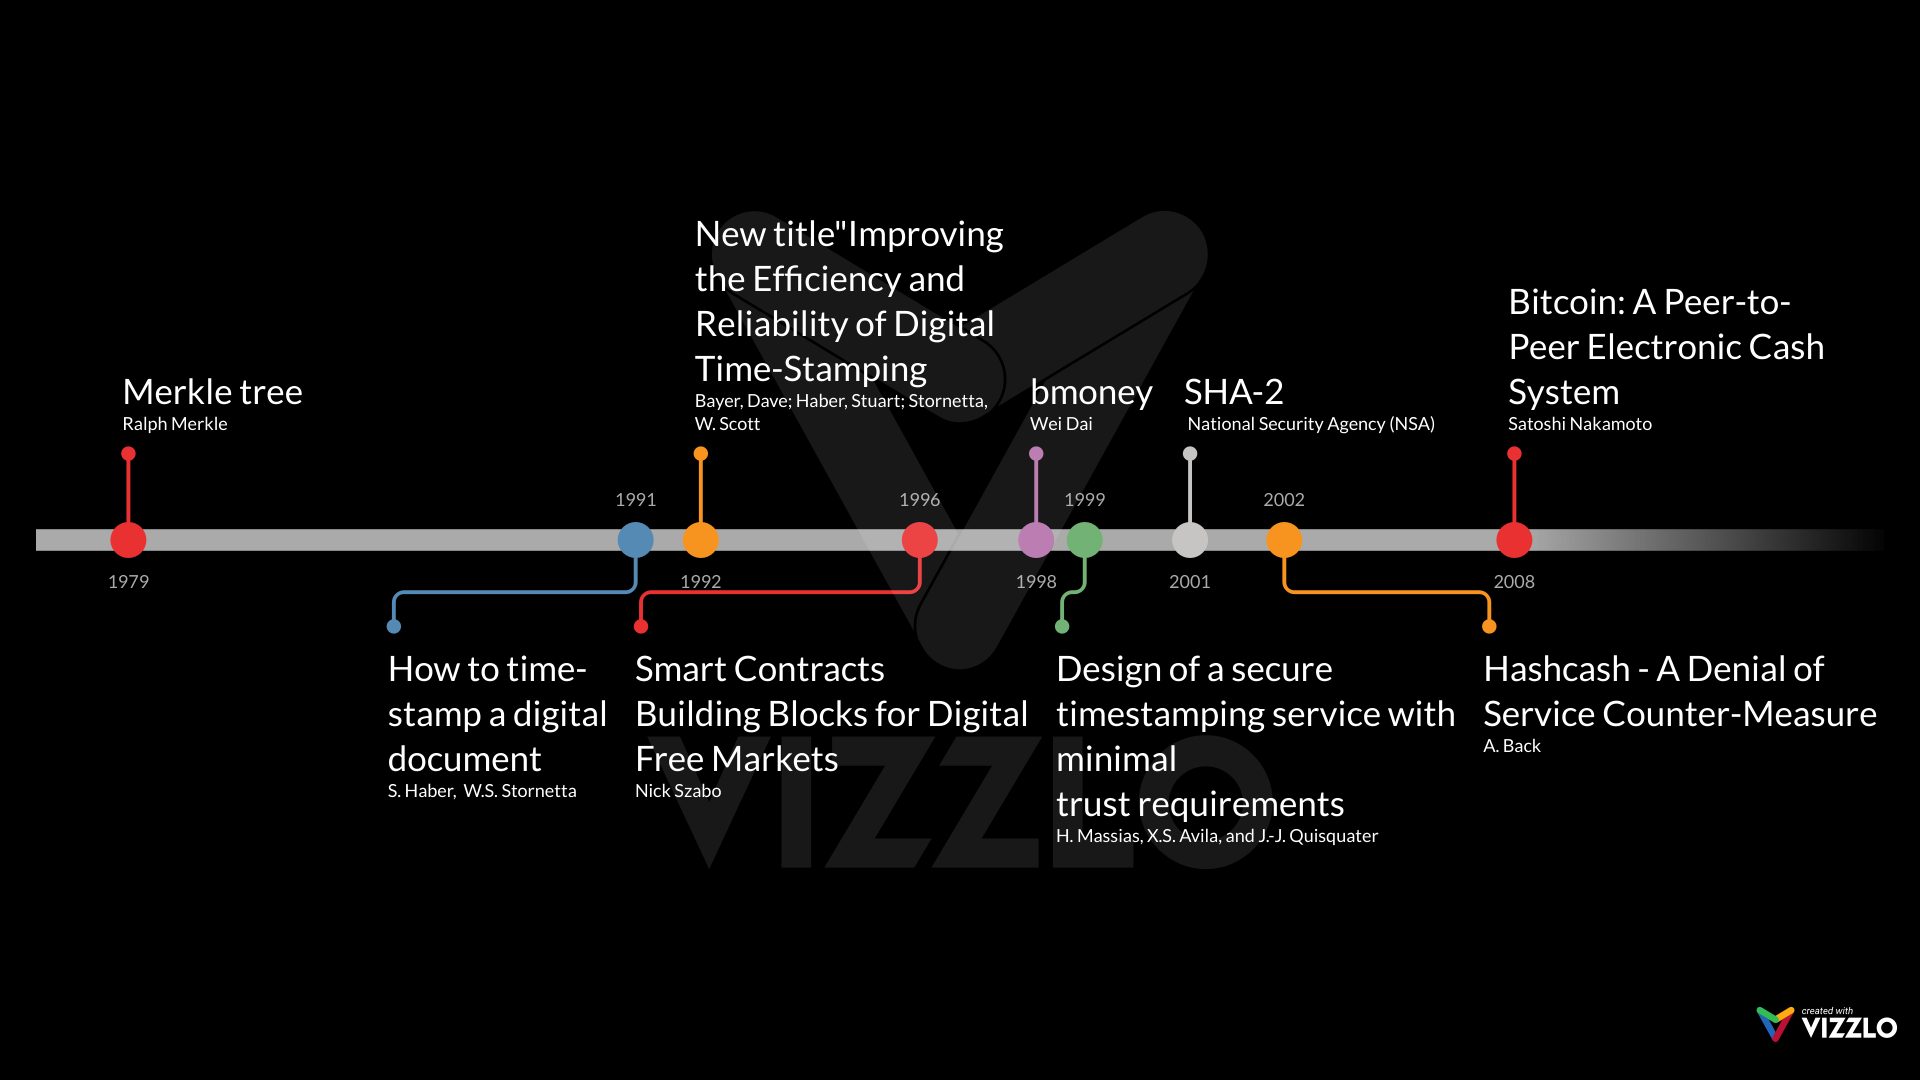 New title"Improving
the Efficiency and
Reliability of Digital
Time-Stamping
Bayer, Dave; Haber, Stuart; Stornetta,
W. Scott
Bitcoin: A Peer-to-
Peer Electronic Cash
System
Satoshi Nakamoto
Merkle tree
Ralph Merkle
bmoney
Wei Dai
SHA-2
National Security Agency (NSA)
1991
1996
1999
2002
1979
1992
1998
2001
2008
How to time-
stamp a digital
document
S. Haber, W.S. Stornetta
Smart Contracts
Building Blocks for Digital
Free Markets
Nick Szabo
Design of a secure
timestamping service with
minimal
trust requirements
H. Massias, X.S. Avila, and J.-J. Quisquater
Hashcash - A Denial of
Service Counter-Measure
A. Back
VIZZLO
created with
VIZZLO